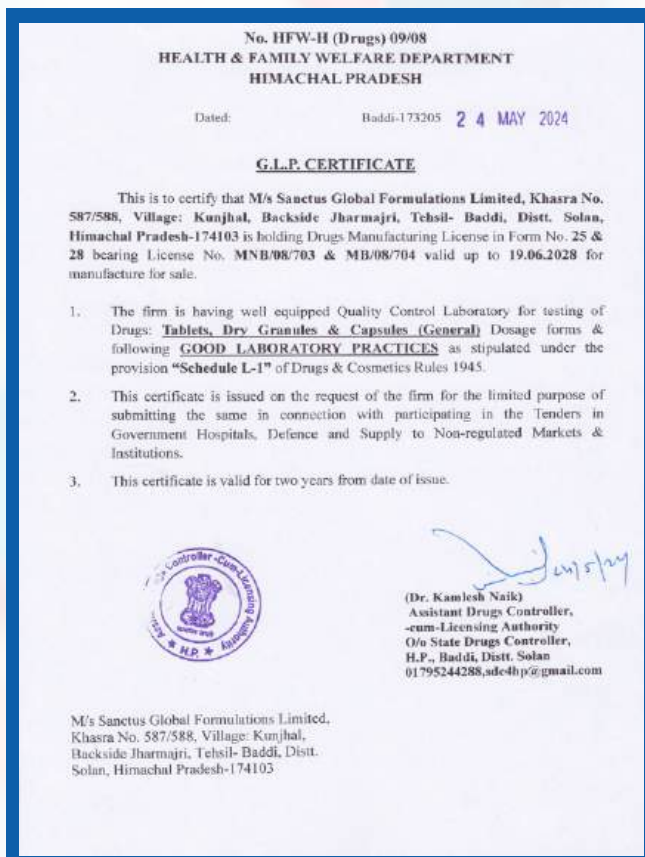 No. HFW-H (Drugs) 09/08
HEALTH & FAMILY WELFARE DEPARTMENT
HIMACHAL PRADESH
Dated: Baddi-173205 2 4 MAY 2024
G.L.P. CERTIFICATE
This is to certify that M/s Sanctus Global Formulations Limited, Khasra No.
587/588, Village: Kunjhal, Backside Jharmajri, Tehsil- Baddi, Distt. Solan,
Himachal Pradesh-174103 is holding Drugs Manufacturing License in Form No. 25 &
28 bearing License No. MNB/08/703 & MB/08/704 valid up to 19.06.2028 for
manufacture for sale.
1. The firm is having well equipped Quality Control Laboratory for testing of
Drugs: Tablets, Dry Granules & Capsules (General) Dosage forms &
following GOOD LABORATORY PRACTICES as stipulated under the
provision “Schedule L-1” of Drugs & Cosmetics Rules 1945.
2. This certificate is issued on the request of the firm for the limited purpose of
submitting the same in connection with participating in the Tenders in
Government Hospitals, Defence and Supply to Non-regulated Markets &
Institutions.
3. This certificate is valid for two years from date of issue.
Controller-Cum-Licensing Authority
H.P.
(Dr. Kamlesh Naik)
Assistant Drugs Controller,
-cum-Licensing Authority
O/o State Drugs Controller,
H.P., Baddi, Distt. Solan
01795244288,sdc4hp@gmail.com
M/s Sanctus Global Formulations Limited,
Khasra No. 587/588, Village: Kunjhal,
Backside Jharmajri, Tehsil- Baddi, Distt.
Solan, Himachal Pradesh-174103